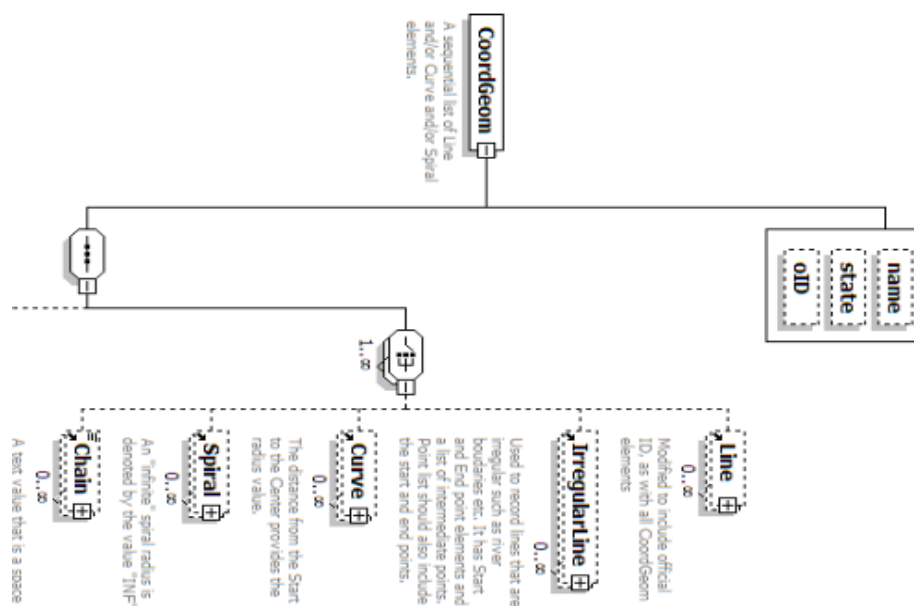 CoordGeom
A sequential list of Line
and/or Curve and/or Spiral
elements.
name
state
oID
1..∞
Line
0..∞
Modified to include official
ID, as with all CoordGeom
elements
IrregularLine
0..∞
Used to record lines that are
irregular such as river
bouriaries etc. It has Start
and End point elements and
a list of intermediate points.
Point list should also include
the start and end points.
Curve
0..∞
The distance from the Start
to the Center provides the
radius value.
Spiral
0..∞
An "infinite" spiral radius is
denoted by the value "INF"
Chain
0..∞
A text value that is a space